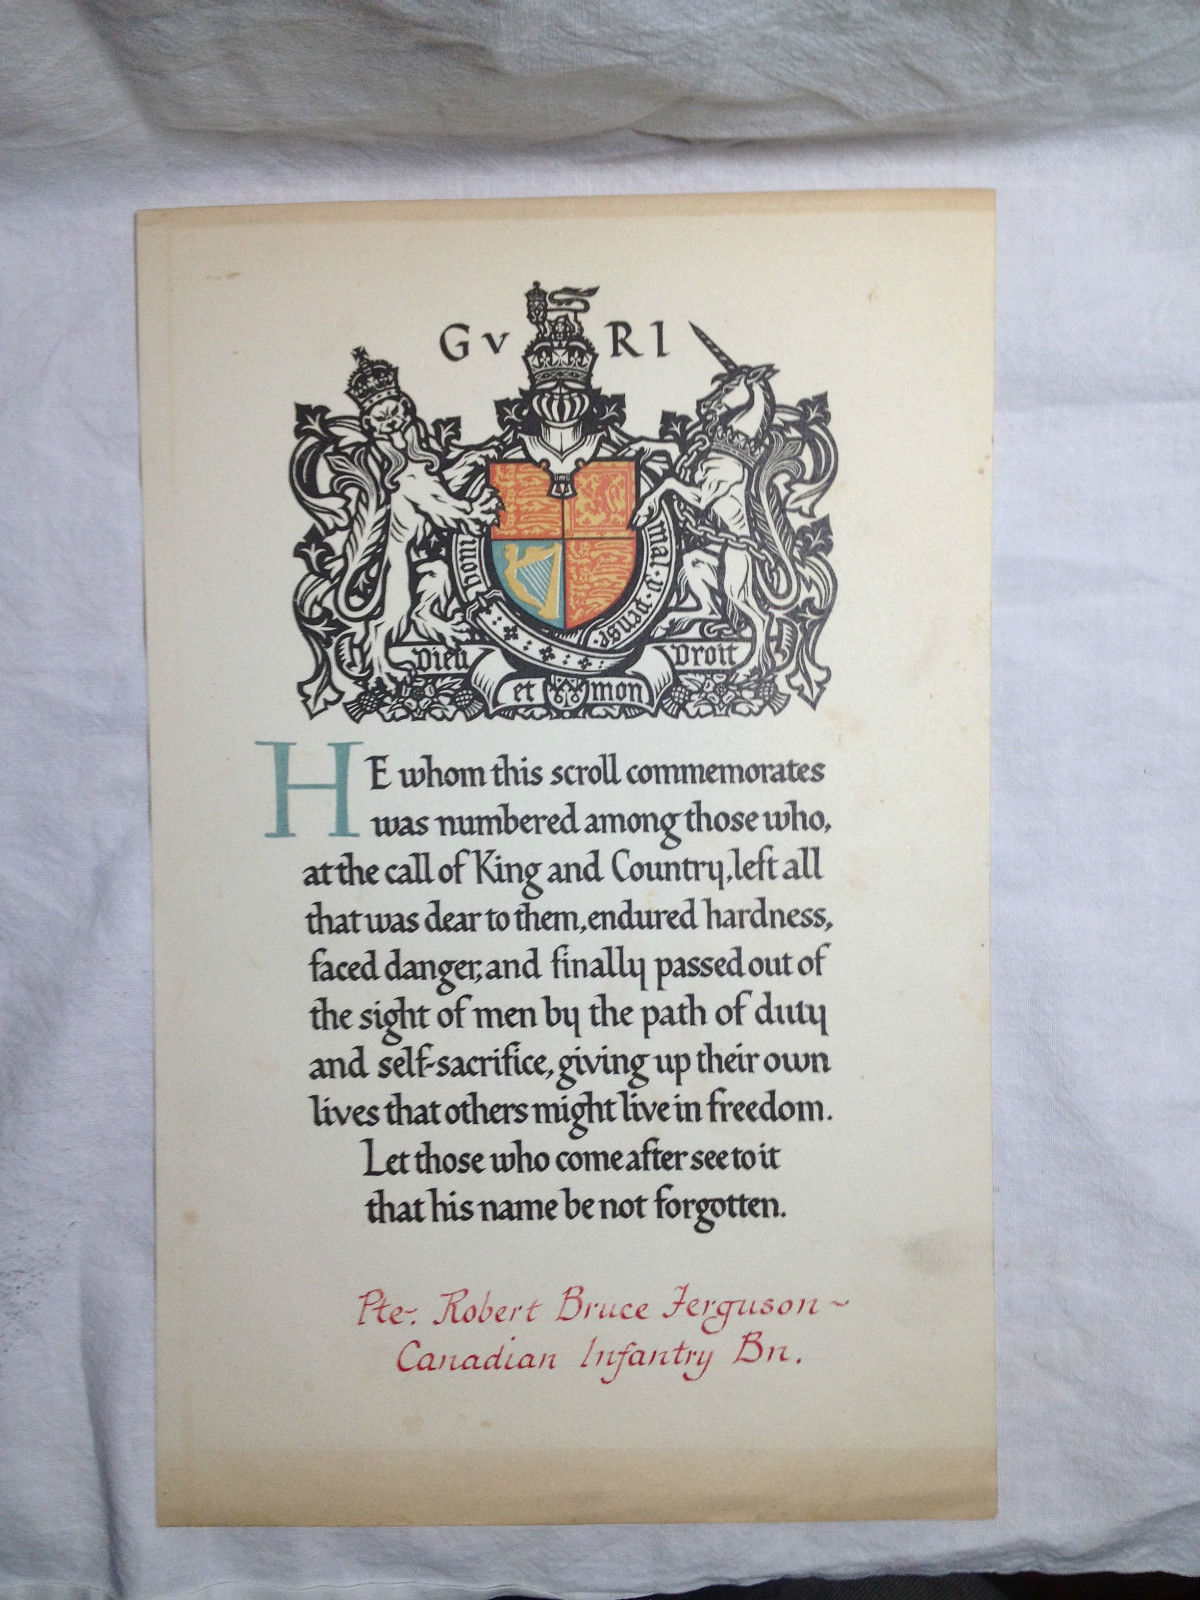 GV RI
honi mal · y · pense
Dieu Droit
et mon
HE whom this scroll commemorates
was numbered among those who,
at the call of King and Country, left all
that was dear to them, endured hardness,
faced danger, and finally passed out of
the sight of men by the path of duty
and self-sacrifice, giving up their own
lives that others might live in freedom.
Let those who come after see to it
that his name be not forgotten.
Pte. Robert Bruce Ferguson ~
Canadian Infantry Bn.